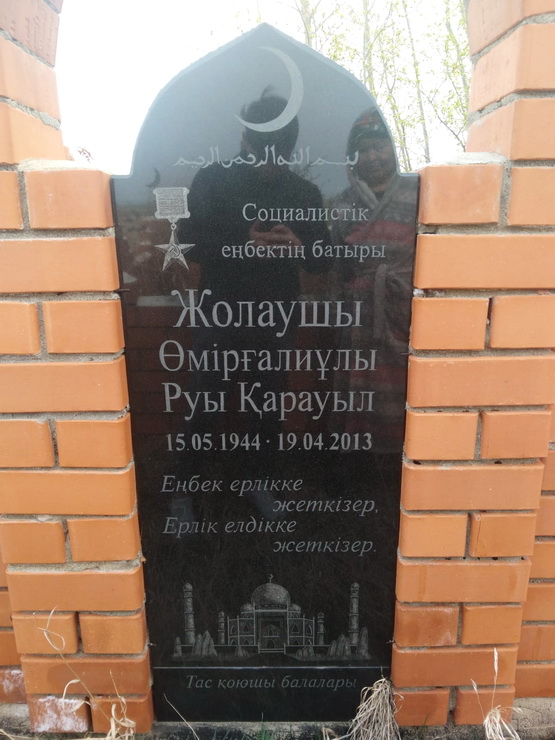 بسم الله الرحمن الرحيم
Социалистік
еңбектің батыры
Жолаушы
Өмірғалиұлы
Руы Қарауыл
15.05.1944 · 19.04.2013
Еңбек ерлікке
жеткізер,
Ерлік елдікке
жеткізер.
Тас қоюшы балалары